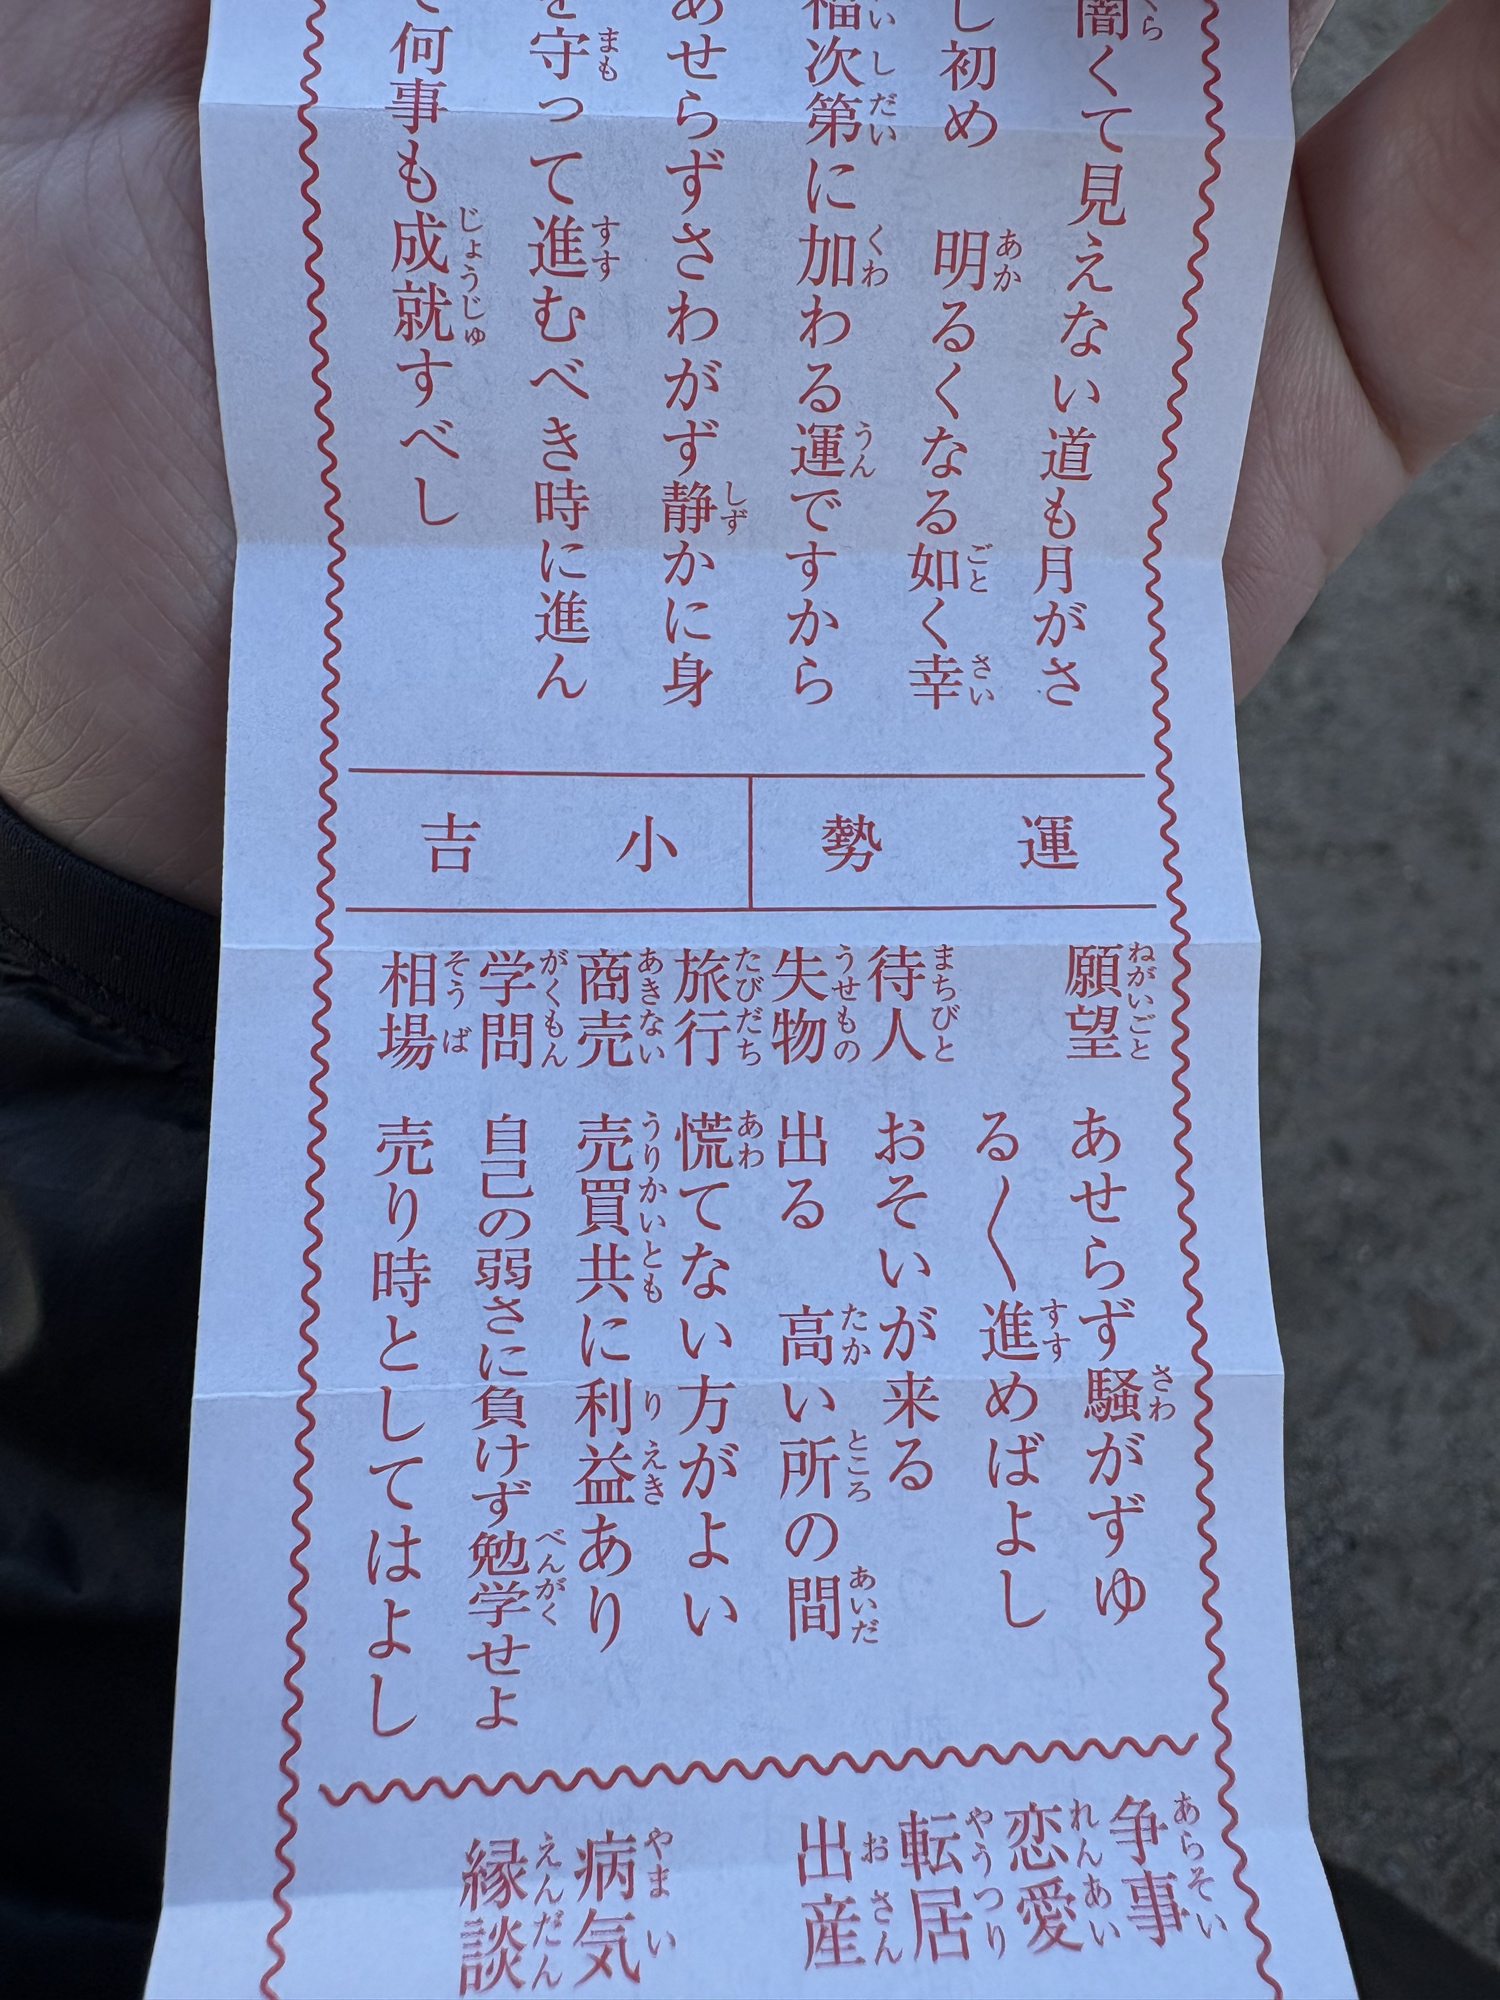 闇くて見えない道も月がさ
し初め　明るくなる如く幸
福次第に加わる運ですから
あせらずさわがず静かに身
を守って進むべき時に進ん
何事も成就すべし
運勢　小吉
願望　あせらず騒がずゆ
る〱進めばよし
待人　おそいが来る
失物　出る　高い所の間
旅行　慌てない方がよい
商売　売買共に利益あり
学問　自己の弱さに負けず勉学せよ
相場　売り時としてはよし
争事
恋愛
転居
出産
病気
縁談